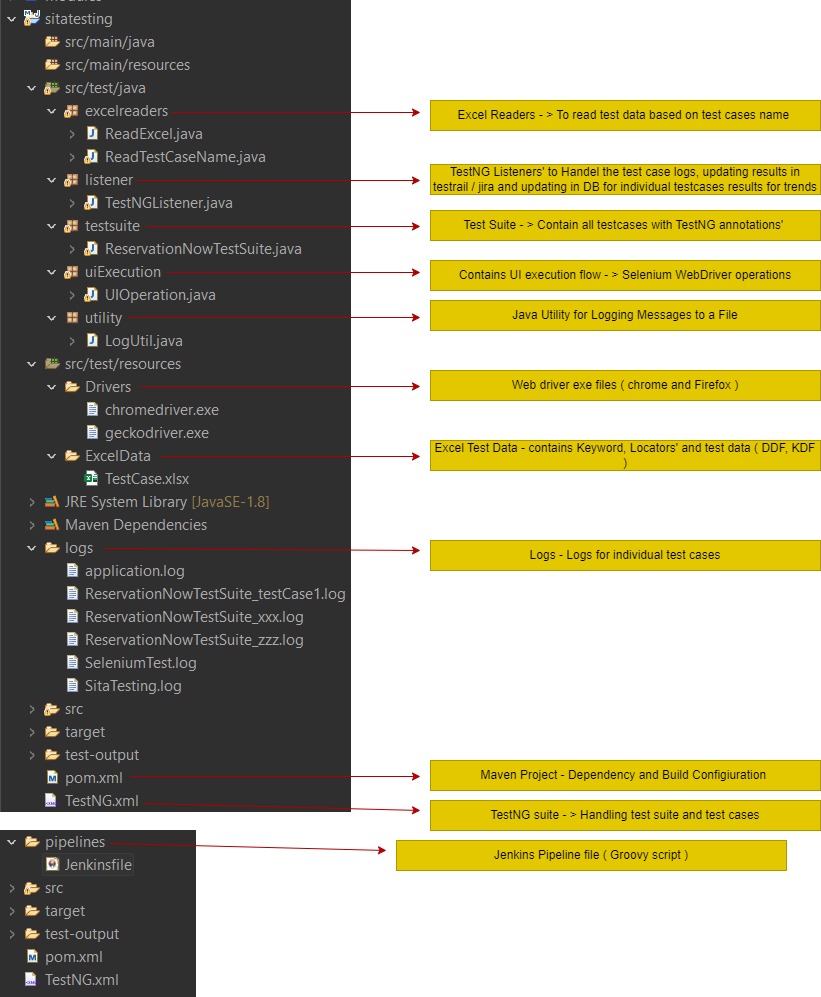 sitatesting
src/main/java
src/main/resources
src/test/java
excelreaders
Excel Readers - > To read test data based on test cases name
ReadExcel.java
ReadTestCaseName.java
listener
TestNG Listeners' to Handel the test case logs, updating results in
testrail / jira and updating in DB for individual testcases results for trends
TestNGListener.java
testsuite
Test Suite - > Contain all testcases with TestNG annotations'
ReservationNowTestSuite.java
uiExecution
Contains UI execution flow - > Selenium WebDriver operations
UIOperation.java
utility
Java Utility for Logging Messages to a File
LogUtil.java
src/test/resources
Drivers
Web driver exe files ( chrome and Firefox )
chromedriver.exe
geckodriver.exe
ExcelData
Excel Test Data - contains Keyword, Locators' and test data ( DDF, KDF
)
TestCase.xlsx
JRE System Library [JavaSE-1.8]
Maven Dependencies
logs
Logs - Logs for individual test cases
application.log
ReservationNowTestSuite_testCase1.log
ReservationNowTestSuite_xxx.log
ReservationNowTestSuite_zzz.log
SeleniumTest.log
SitaTesting.log
src
target
test-output
pom.xml
Maven Project - Dependency and Build Configiuration
TestNG.xml
TestNG suite - > Handling test suite and test cases
pipelines
Jenkins Pipeline file ( Groovy script )
Jenkinsfile
src
target
test-output
pom.xml
TestNG.xml